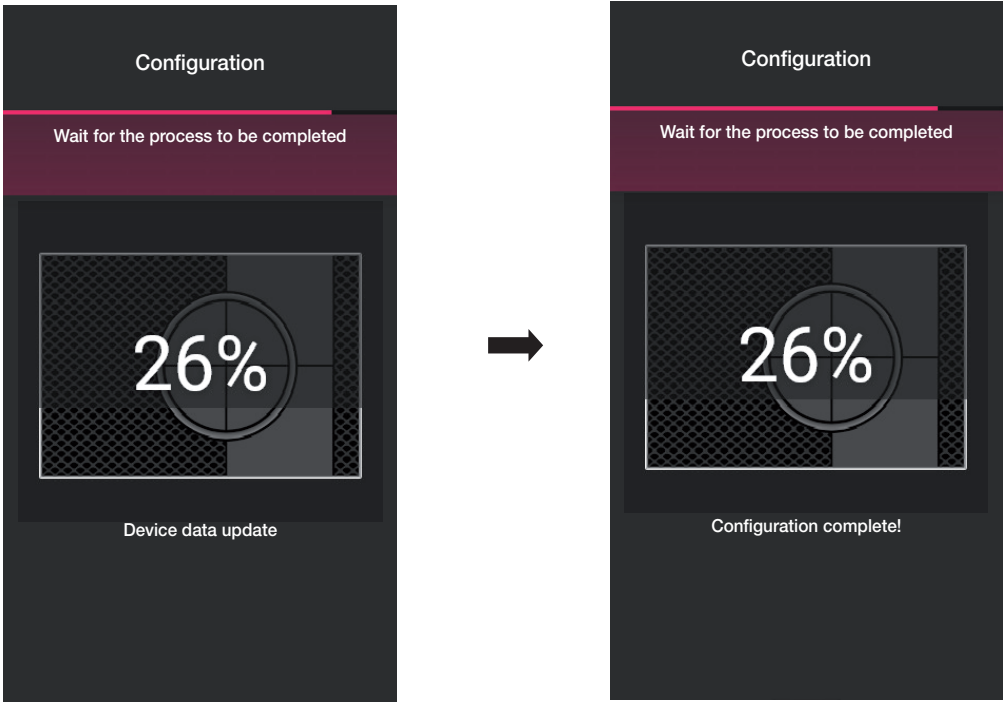 Configuration
Wait for the process to be completed
26%
Device data update
Configuration
Wait for the process to be completed
26%
Configuration complete!